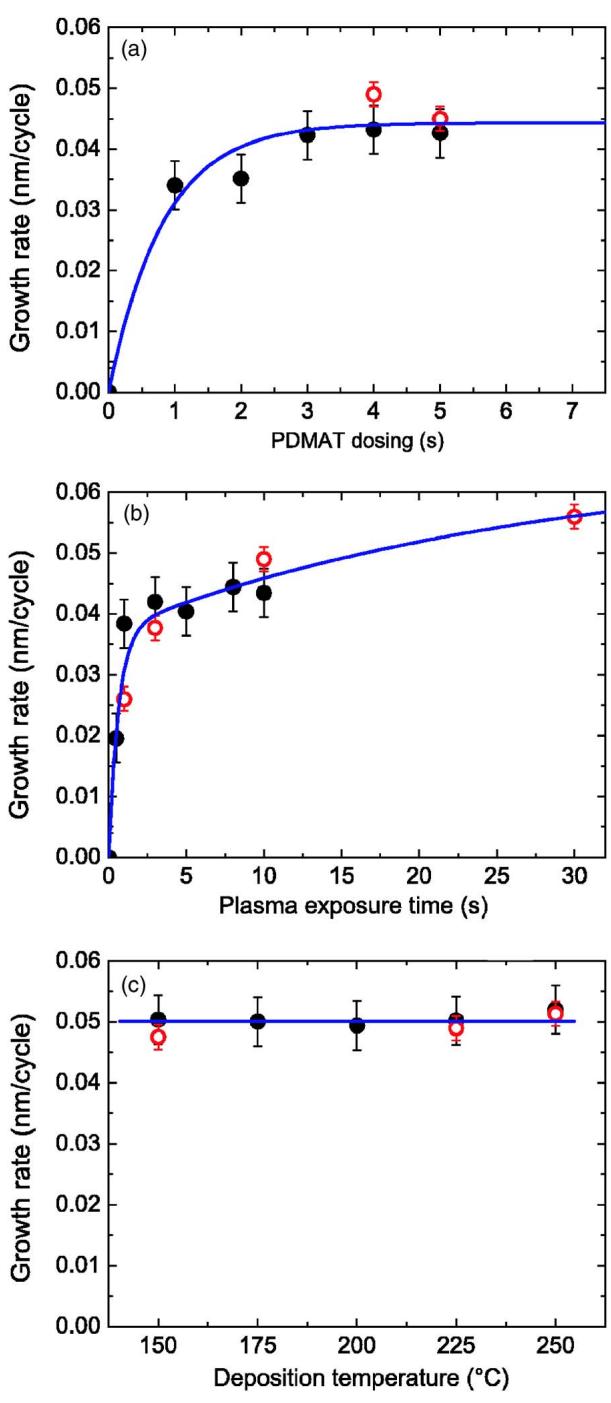 (a)
Growth rate (nm/cycle)
0.06
0.05
0.04
0.03
0.02
0.01
0.00
0 1 2 3 4 5 6 7
PDMAT dosing (s)
(b)
Growth rate (nm/cycle)
0.06
0.05
0.04
0.03
0.02
0.01
0.00
0 5 10 15 20 25 30
Plasma exposure time (s)
(c)
Growth rate (nm/cycle)
0.06
0.05
0.04
0.03
0.02
0.01
0.00
150 175 200 225 250
Deposition temperature (°C)